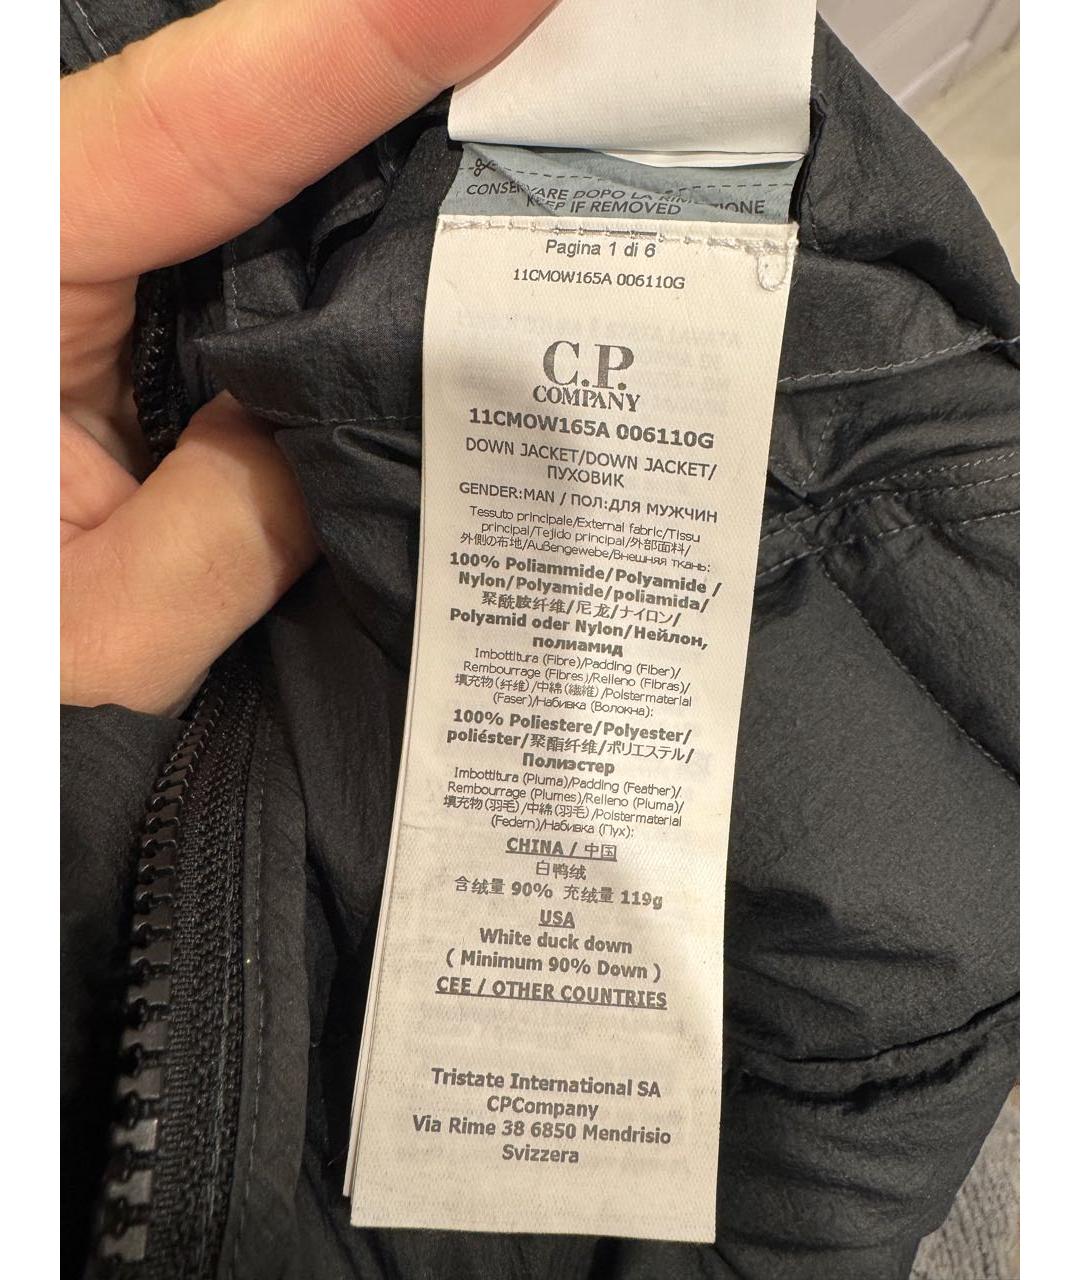 CONSERVARE DOPO LA RIMOZIONE
KEEP IF REMOVED
Pagina 1 di 6
11CMOW165A 006110G
C.P.
COMPANY
11CMOW165A 006110G
DOWN JACKET/DOWN JACKET/
ПУХОВИК
GENDER:MAN / ПОЛ:ДЛЯ МУЖЧИН
Tessuto principale/External fabric/Tissu
principal/Tejido principal/外部面料/
外側の布地/Außengewebe/Внешняя ткань:
100% Poliammide/Polyamide /
Nylon/Polyamide/poliamida/
聚酰胺纤维/尼龙/ナイロン/
Polyamid oder Nylon/Нейлон,
полиамид
Imbottitura (Fibre)/Padding (Fiber)/
Rembourrage (Fibres)/Relleno (Fibras)/
填充物(纤维)/中綿(繊維)/Polstermaterial
(Faser)/Набивка (Волокна):
100% Poliestere/Polyester/
poliéster/聚酯纤维/ポリエステル/
Полиэстер
Imbottitura (Piuma)/Padding (Feather)/
Rembourrage (Plumes)/Relleno (Pluma)/
填充物(羽毛)/中綿(羽毛)/Polstermaterial
(Federn)/Набивка (Пух):
CHINA / 中国
白鸭绒
含绒量 90% 充绒量 119g
USA
White duck down
( Minimum 90% Down )
CEE / OTHER COUNTRIES
Tristate International SA
CPCompany
Via Rime 38 6850 Mendrisio
Svizzera